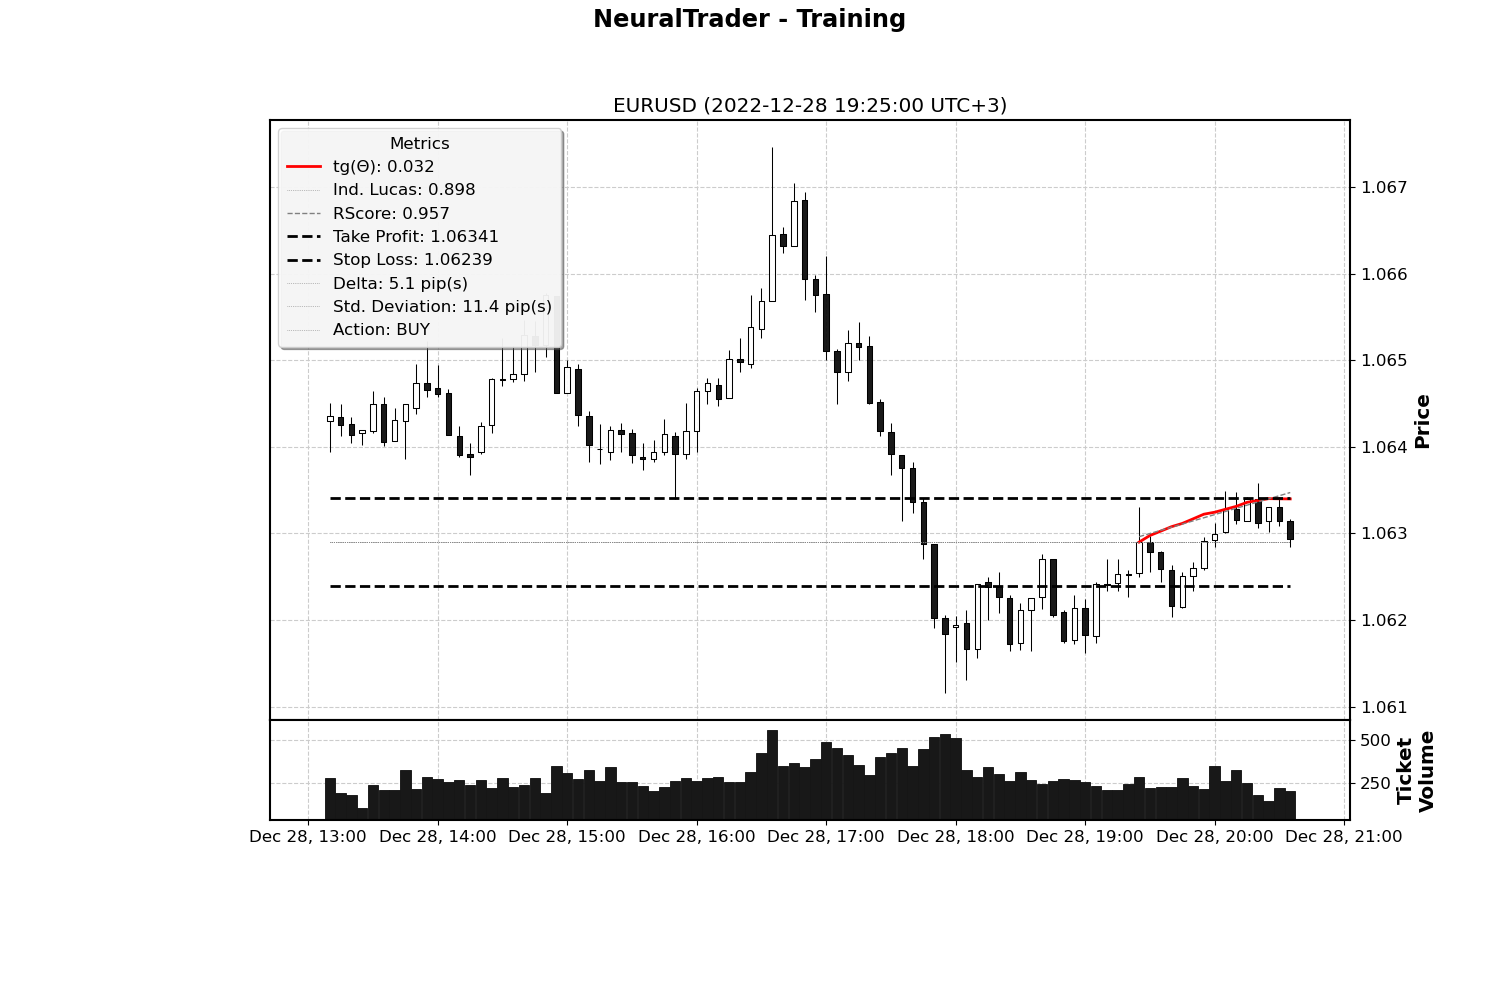 NeuralTrader - Training
EURUSD (2022-12-28 19:25:00 UTC+3)
Metrics
tg(Θ): 0.032
Ind. Lucas: 0.898
RScore: 0.957
Take Profit: 1.06341
Stop Loss: 1.06239
Delta: 5.1 pip(s)
Std. Deviation: 11.4 pip(s)
Action: BUY
1.067
1.066
1.065
1.064
1.063
1.062
1.061
Price
500
250
Ticket
Volume
Dec 28, 13:00
Dec 28, 14:00
Dec 28, 15:00
Dec 28, 16:00
Dec 28, 17:00
Dec 28, 18:00
Dec 28, 19:00
Dec 28, 20:00
Dec 28, 21:00